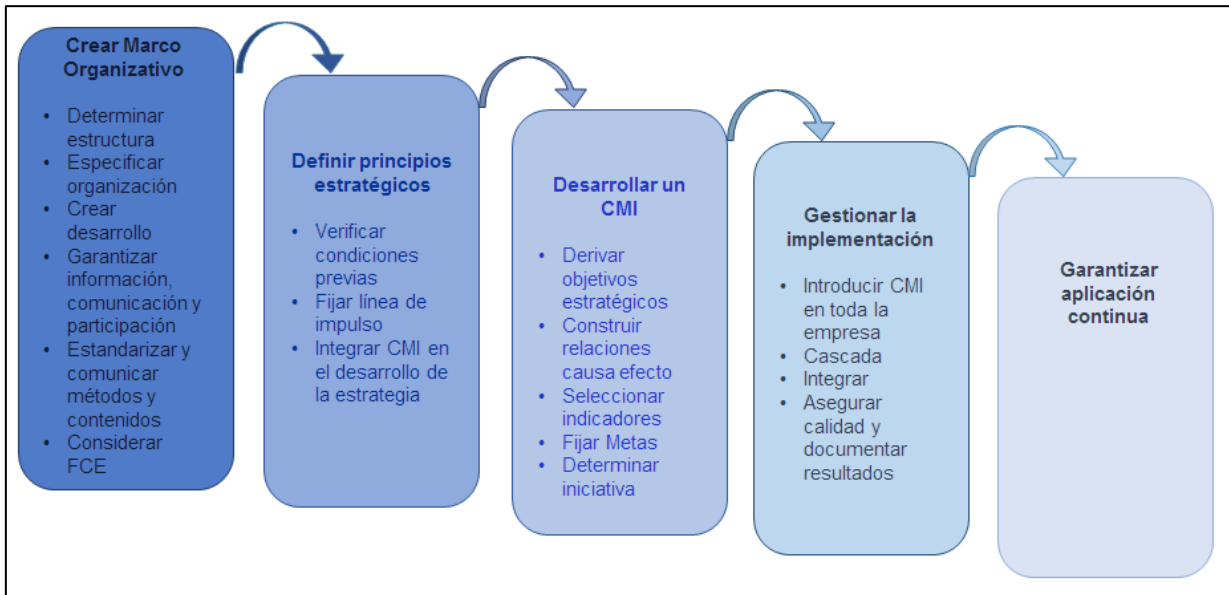 Crear Marco
Organizativo
• Determinar
estructura
• Especificar
organización
• Crear
desarrollo
• Garantizar
información,
comunicación y
participación
• Estandarizar y
comunicar
métodos y
contenidos
• Considerar
FCE
Definir principios
estratégicos
• Verificar
condiciones
previas
• Fijar línea de
impulso
• Integrar CMI en
el desarrollo de
la estrategia
Desarrollar un
CMI
• Derivar
objetivos
estratégicos
• Construir
relaciones
causa efecto
• Seleccionar
indicadores
• Fijar Metas
• Determinar
iniciativa
Gestionar la
implementación
• Introducir CMI
en toda la
empresa
• Cascada
• Integrar
• Asegurar
calidad y
documentar
resultados
Garantizar
aplicación
continua